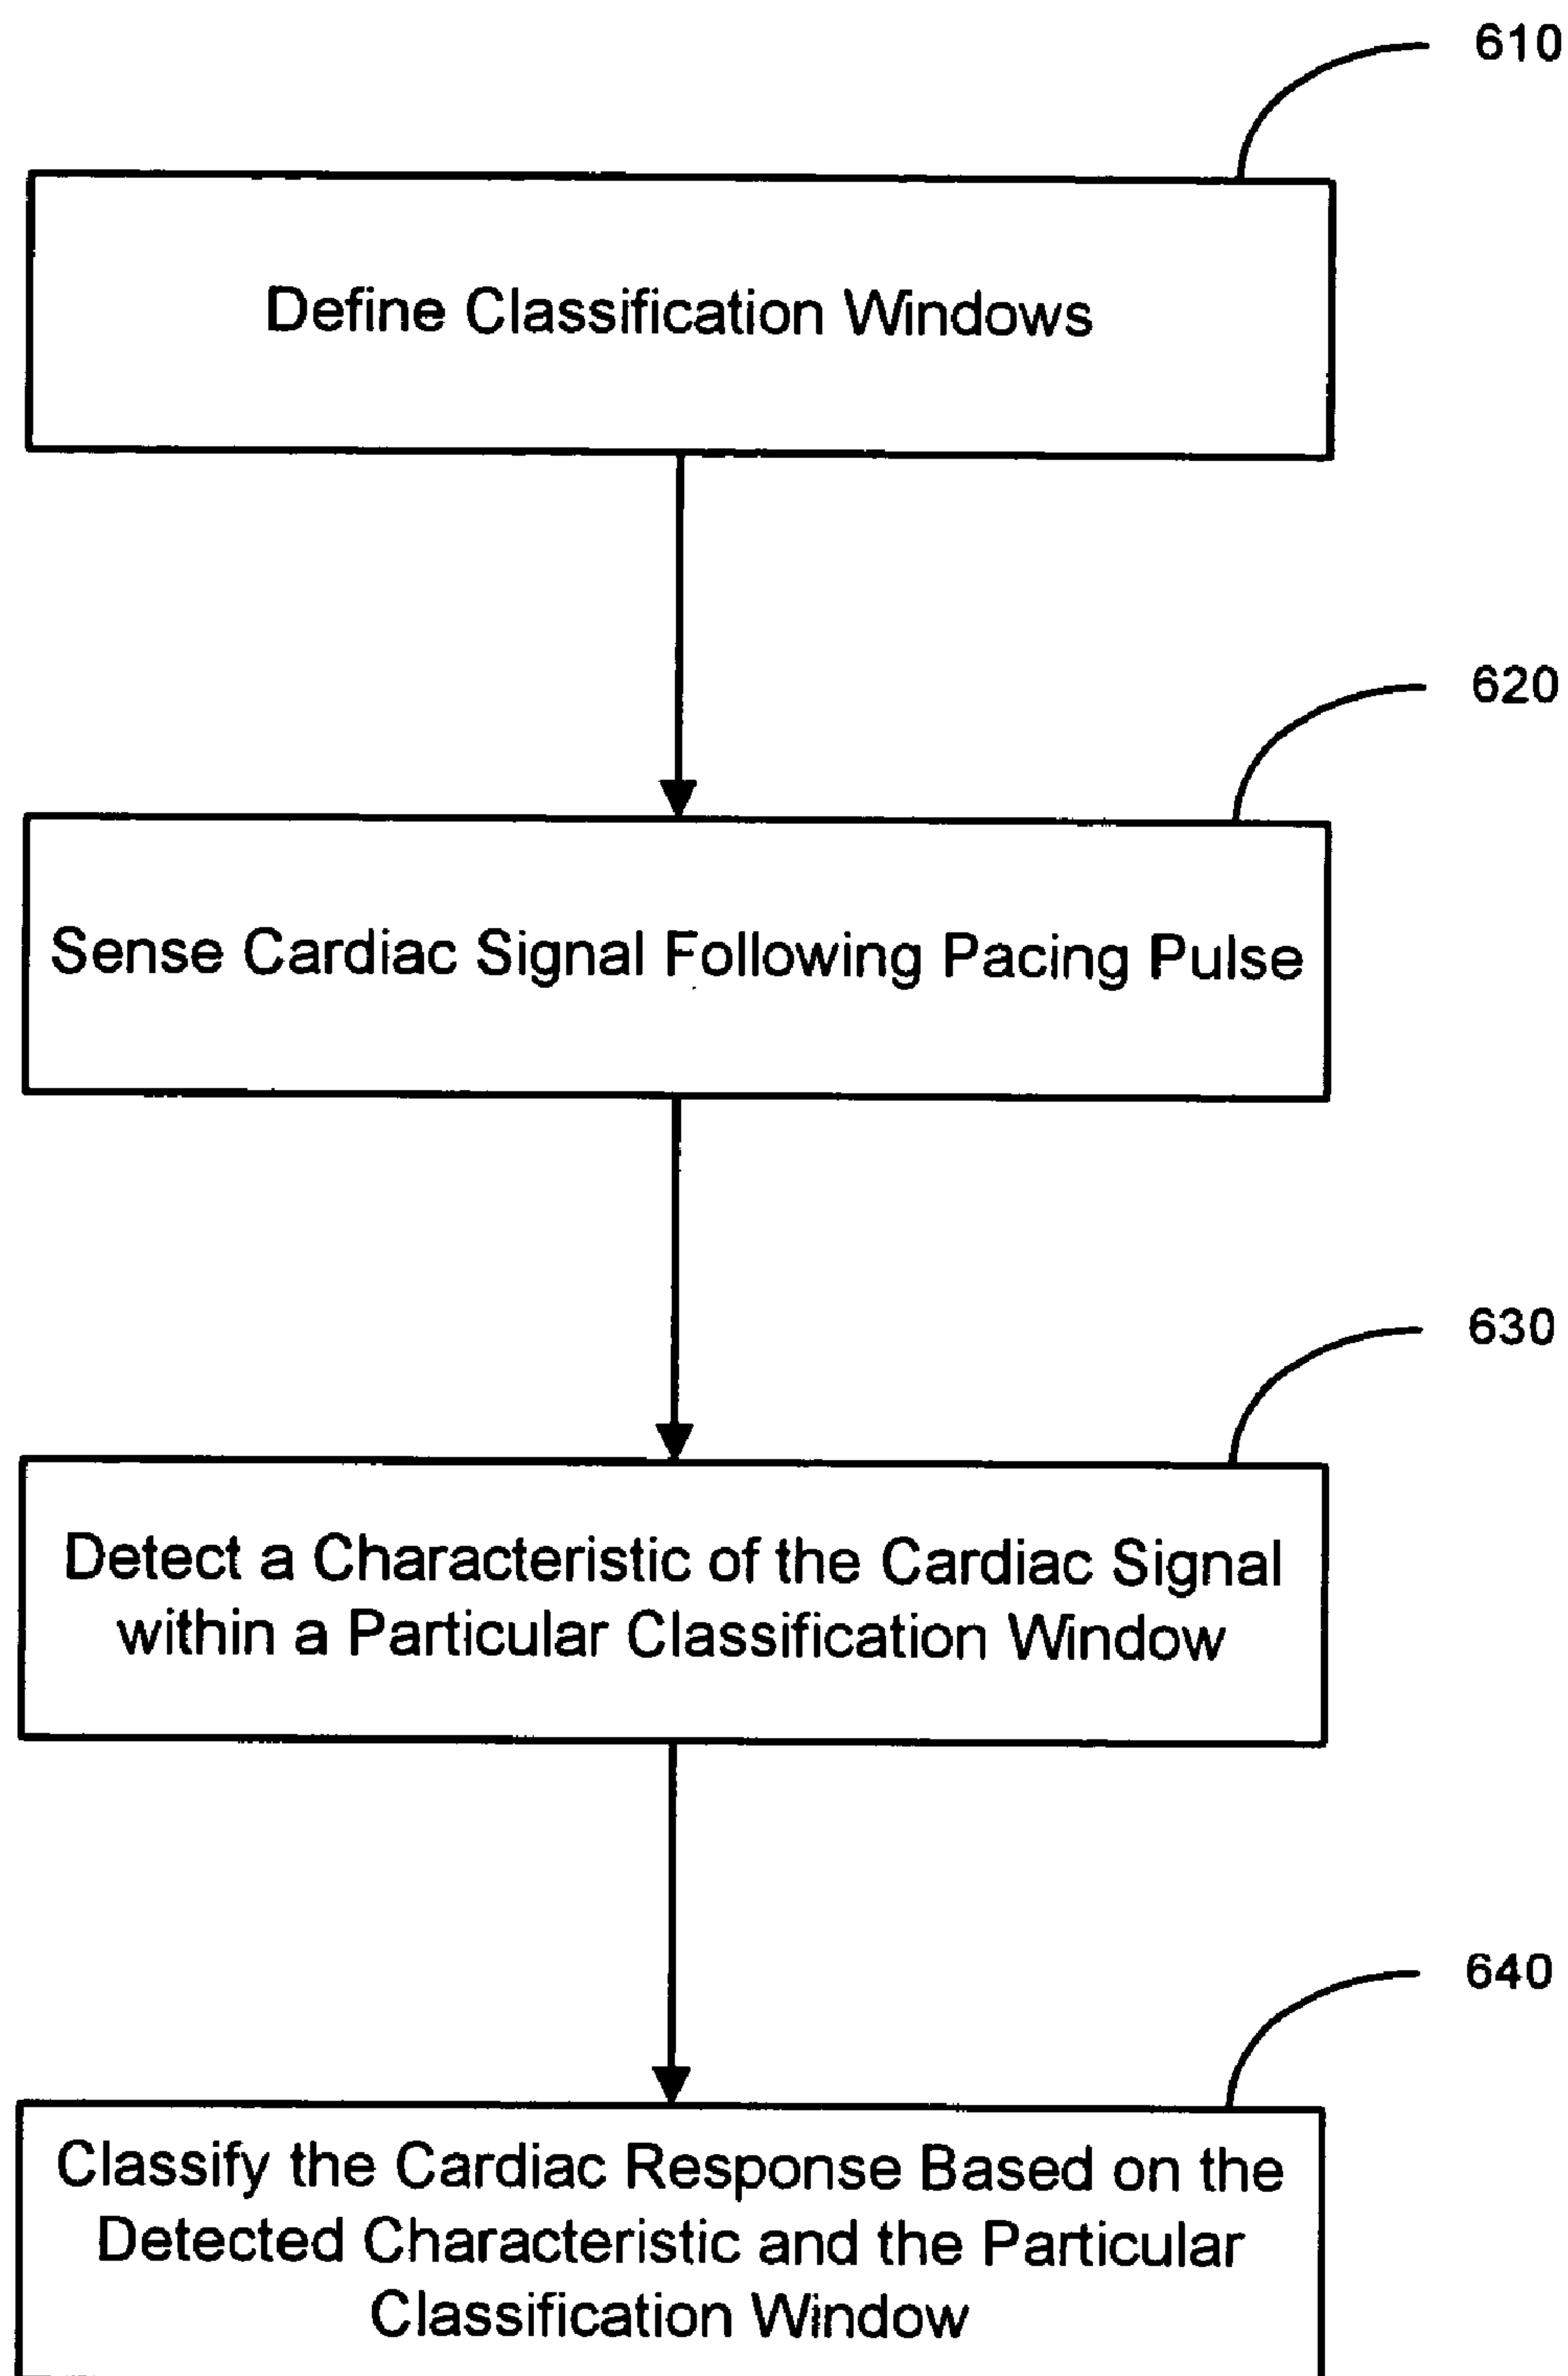 610
Define Classification Windows
620
Sense Cardiac Signal Following Pacing Pulse
630
Detect a Characteristic of the Cardiac Signal
within a Particular Classification Window
640
Classify the Cardiac Response Based on the
Detected Characteristic and the Particular
Classification Window